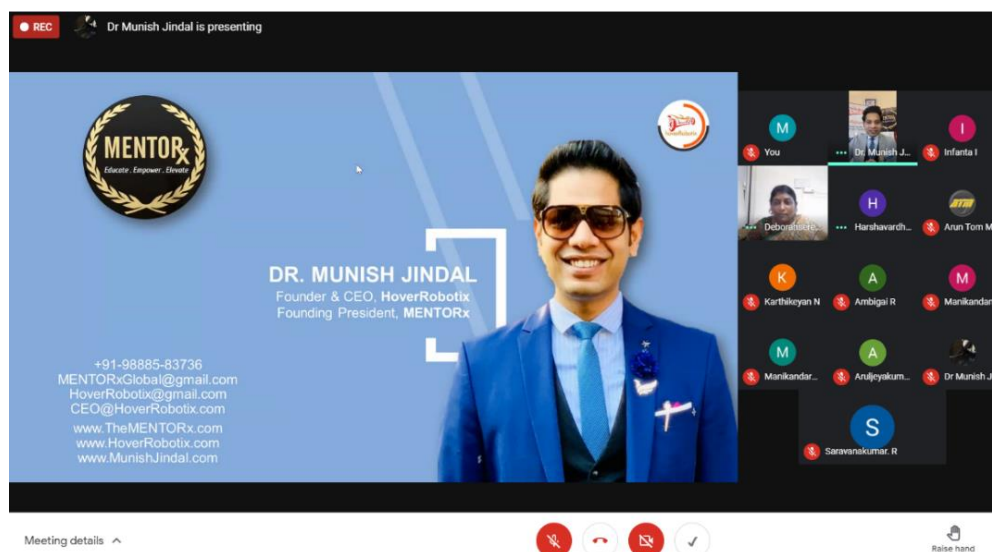 REC
Dr Munish Jindal is presenting
MENTORx
Educate . Empower . Elevate
HoverRobotix
DR. MUNISH JINDAL
Founder & CEO, HoverRobotix
Founding President, MENTORx
+91-98885-83736
MENTORxGlobal@gmail.com
HoverRobotix@gmail.com
CEO@HoverRobotix.com
www.TheMENTORx.com
www.HoverRobotix.com
www.MunishJindal.com
M
You
Dr. Munish J...
I
Infanta I
H
Harshavardh...
ATM
Arun Tom M
K
Karthikeyan N
A
Ambigai R
M
Manikandan
M
Manikandar...
A
Aruljeyakum...
Dr Munish J
S
Saravanakumar. R
Meeting details
Raise hand